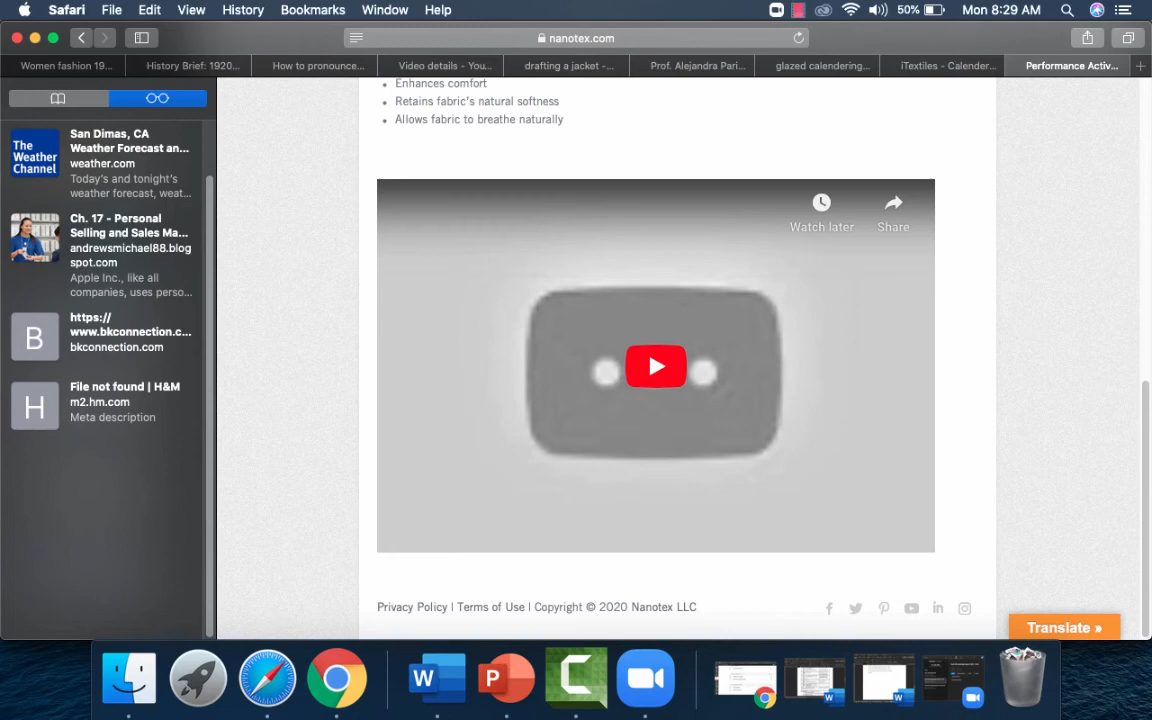 Safari File Edit View History Bookmarks Window Help 50% Mon 8:29 AM
nanotex.com
Women fashion 19... History Brief: 1920... How to pronounce... Video details - You... drafting a jacket -... Prof. Alejandra Pari... glazed calendering... iTextiles - Calender... Performance Activ...
San Dimas, CA
Weather Forecast an...
weather.com
Today's and tonight's
weather forecast, weat...
The
Weather
Channel
Ch. 17 - Personal
Selling and Sales Ma...
andrewsmichael88.blog
spot.com
Apple Inc., like all
companies, uses perso...
B
https://
www.bkconnection.c...
bkconnection.com
H
File not found | H&M
m2.hm.com
Meta description
Enhances comfort
Retains fabric's natural softness
Allows fabric to breathe naturally
Watch later Share
Privacy Policy | Terms of Use | Copyright © 2020 Nanotex LLC
Translate »
W P C